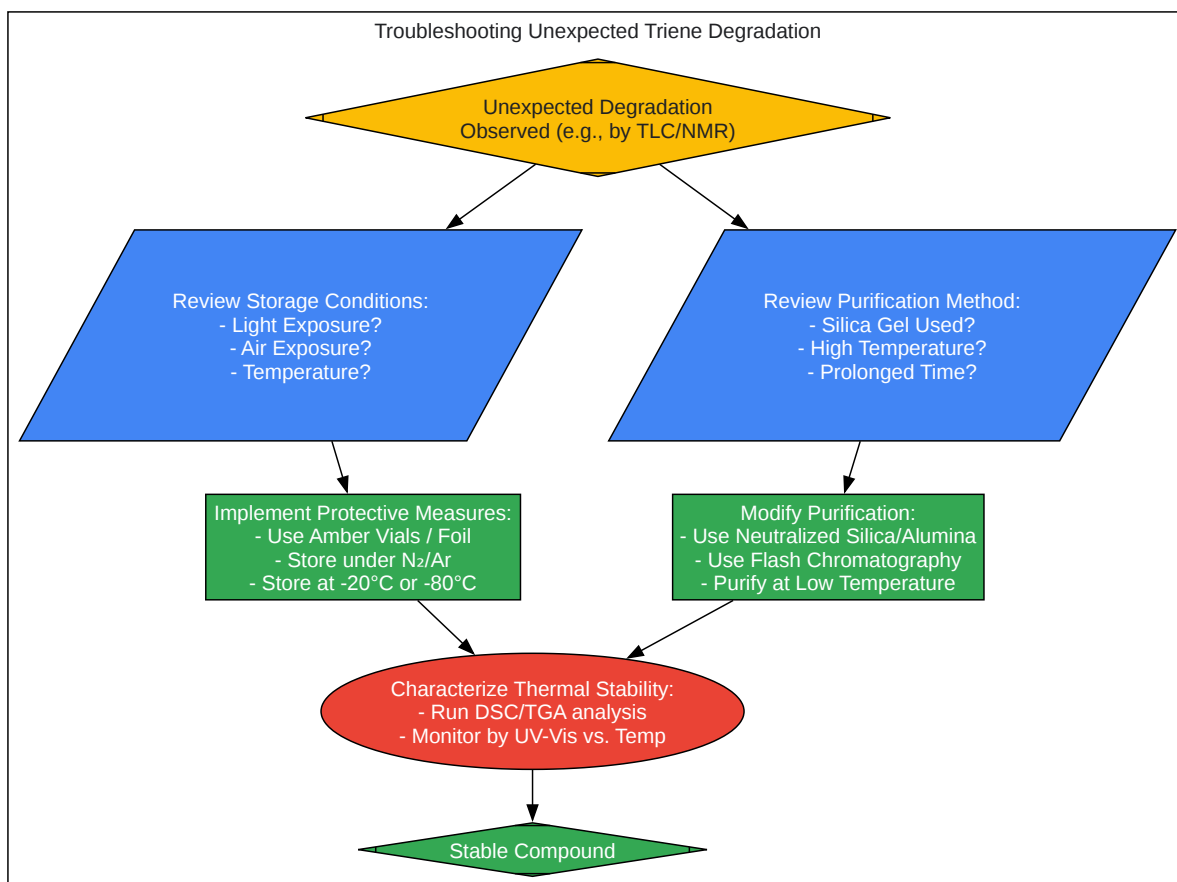 Troubleshooting Unexpected Triene Degradation
Unexpected Degradation
Observed (e.g., by TLC/NMR)
Review Storage Conditions:
- Light Exposure?
- Air Exposure?
- Temperature?
Review Purification Method:
- Silica Gel Used?
- High Temperature?
- Prolonged Time?
Implement Protective Measures:
- Use Amber Vials / Foil
- Store under N₂/Ar
- Store at -20°C or -80°C
Modify Purification:
- Use Neutralized Silica/Alumina
- Use Flash Chromatography
- Purify at Low Temperature
Characterize Thermal Stability:
- Run DSC/TGA analysis
- Monitor by UV-Vis vs. Temp
Stable Compound